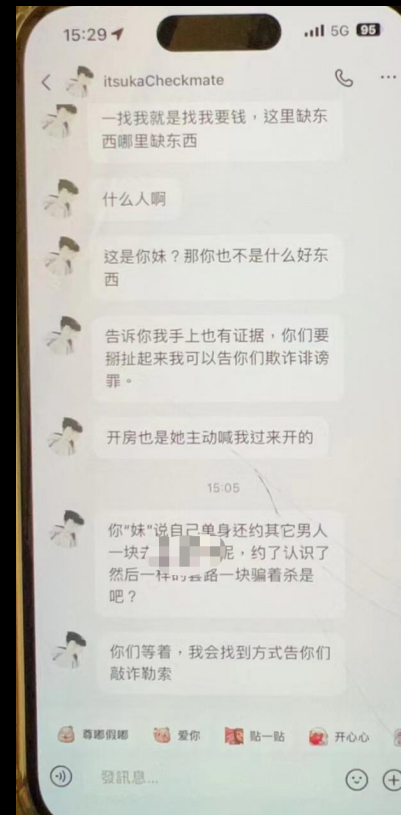 15:29
5G 95
itsukaCheckmate
一找我就是找我要钱，这里缺东
西哪里缺东西
什么人啊
这是你妹？那你也不是什么好东
西
告诉你我手上也有证据，你们要
掰扯起来我可以告你们欺诈诽谤
罪。
开房也是她主动喊我过来开的
15:05
你“妹”说自己单身还约其它男人
一块去 呢，约了认识了
然后一样的套路一块骗着杀是
吧？
你们等着，我会找到方式告你们
敲诈勒索
尊嘟假嘟 爱你 贴一贴 开心心
發訊息...